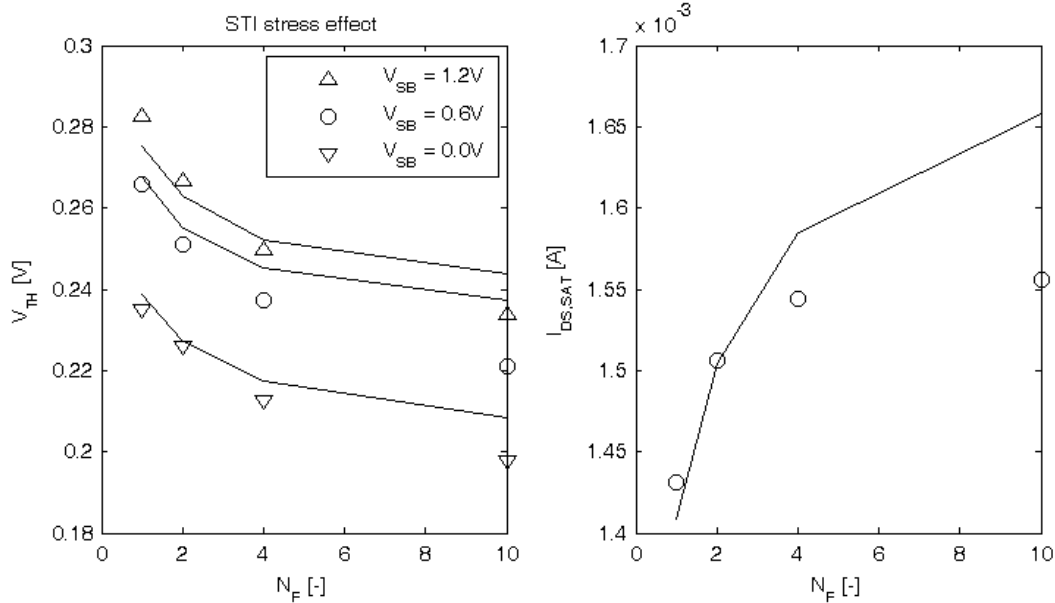 STI stress effect
V_SB = 1.2V
V_SB = 0.6V
V_SB = 0.0V
0.3
0.28
0.26
0.24
0.22
0.2
0.18
V_TH [V]
0 2 4 6 8 10
N_F [-]
× 10^-3
1.7
1.65
1.6
1.55
1.5
1.45
1.4
I_DS,SAT [A]
0 2 4 6 8 10
N_F [-]